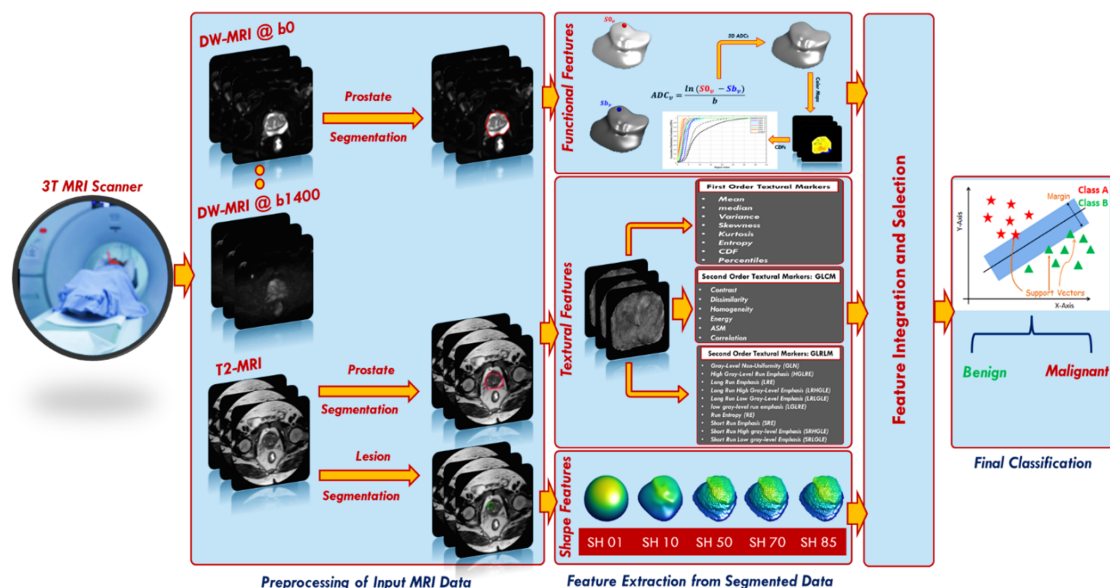 3T MRI Scanner
DW-MRI @ b0
Prostate
Segmentation
DW-MRI @ b1400
T2-MRI
Prostate
Segmentation
Lesion
Segmentation
Preprocessing of Input MRI Data
Functional Features
S0v
Sbv
3D ADCs
Color Maps
CDFs
ADCv = ln (S0v − Sbv)
b
Textural Features
First Order Textural Markers
• Mean
• median
• Variance
• Skewness
• Kurtosis
• Entropy
• CDF
• Percentiles
Second Order Textural Markers: GLCM
• Contract
• Dissimilarity
• Homogeneity
• Energy
• ASM
• Correlation
Second Order Textural Markers: GLRLM
• Gray-Level Non-Uniformity (GLN)
• High Gray-Level Run Emphasis (HGLRE)
• Long Run Emphasis (LRE)
• Long Run High Gray-Level Emphasis (LRHGLE)
• Long Run Low Gray-Level Emphasis (LRLGLE)
• low gray-level run emphasis (LGLRE)
• Run Entropy (RE)
• Short Run Emphasis (SRE)
• Short Run High gray-level Emphasis (SRHGLE)
• Short Run Low gray-level Emphasis (SRLGLE)
Shape Features
SH 01 SH 10 SH 50 SH 70 SH 85
Feature Extraction from Segmented Data
Feature Integration and Selection
Class A
Class B
Margin
Y-Axis
Support Vectors
X-Axis
Benign Malignant
Final Classification